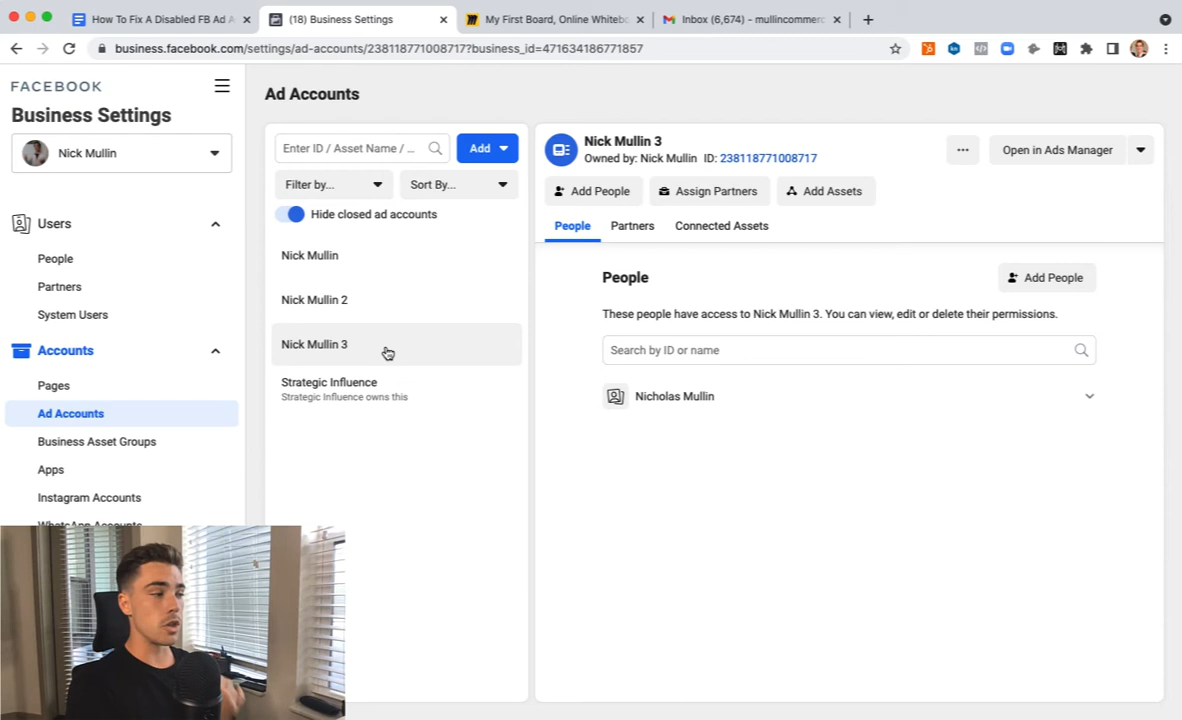 How To Fix A Disabled FB Ad A
(18) Business Settings
My First Board, Online Whitebo
Inbox (6,674) - mullincommerc
business.facebook.com/settings/ad-accounts/238118771008717?business_id=471634186771857
FACEBOOK
Business Settings
Nick Mullin
Users
People
Partners
System Users
Accounts
Pages
Ad Accounts
Business Asset Groups
Apps
Instagram Accounts
WhatsApp Accounts
Ad Accounts
Enter ID / Asset Name / ...
Add
Filter by...
Sort By...
Hide closed ad accounts
Nick Mullin
Nick Mullin 2
Nick Mullin 3
Strategic Influence
Strategic Influence owns this
Nick Mullin 3
Owned by: Nick Mullin ID: 238118771008717
Open in Ads Manager
Add People
Assign Partners
Add Assets
People
Partners
Connected Assets
People
Add People
These people have access to Nick Mullin 3. You can view, edit or delete their permissions.
Search by ID or name
Nicholas Mullin